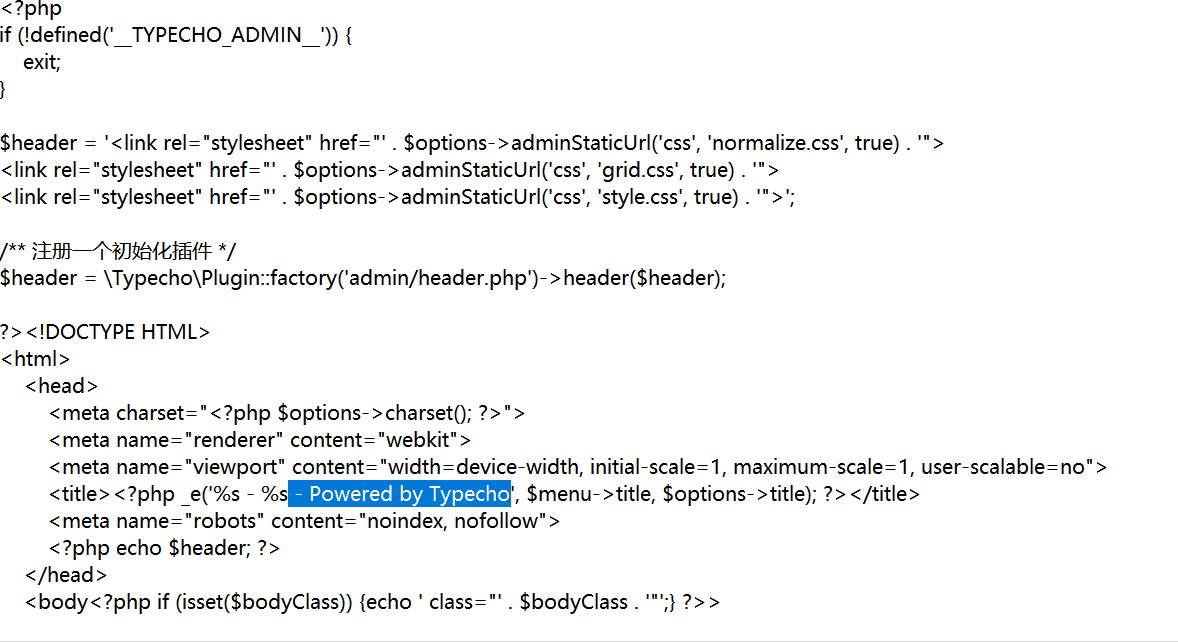 <?php
if (!defined('__TYPECHO_ADMIN__')) {
    exit;
}
$header = '<link rel="stylesheet" href="' . $options->adminStaticUrl('css', 'normalize.css', true) . '">
<link rel="stylesheet" href="' . $options->adminStaticUrl('css', 'grid.css', true) . '">
<link rel="stylesheet" href="' . $options->adminStaticUrl('css', 'style.css', true) . '">';
/** 注册一个初始化插件 */
$header = \Typecho\Plugin::factory('admin/header.php')->header($header);
?><!DOCTYPE HTML>
<html>
    <head>
        <meta charset="<?php $options->charset(); ?>">
        <meta name="renderer" content="webkit">
        <meta name="viewport" content="width=device-width, initial-scale=1, maximum-scale=1, user-scalable=no">
        <title><?php _e('%s - %s - Powered by Typecho', $menu->title, $options->title); ?></title>
        <meta name="robots" content="noindex, nofollow">
        <?php echo $header; ?>
    </head>
    <body<?php if (isset($bodyClass)) {echo ' class="' . $bodyClass . '"';} ?>>